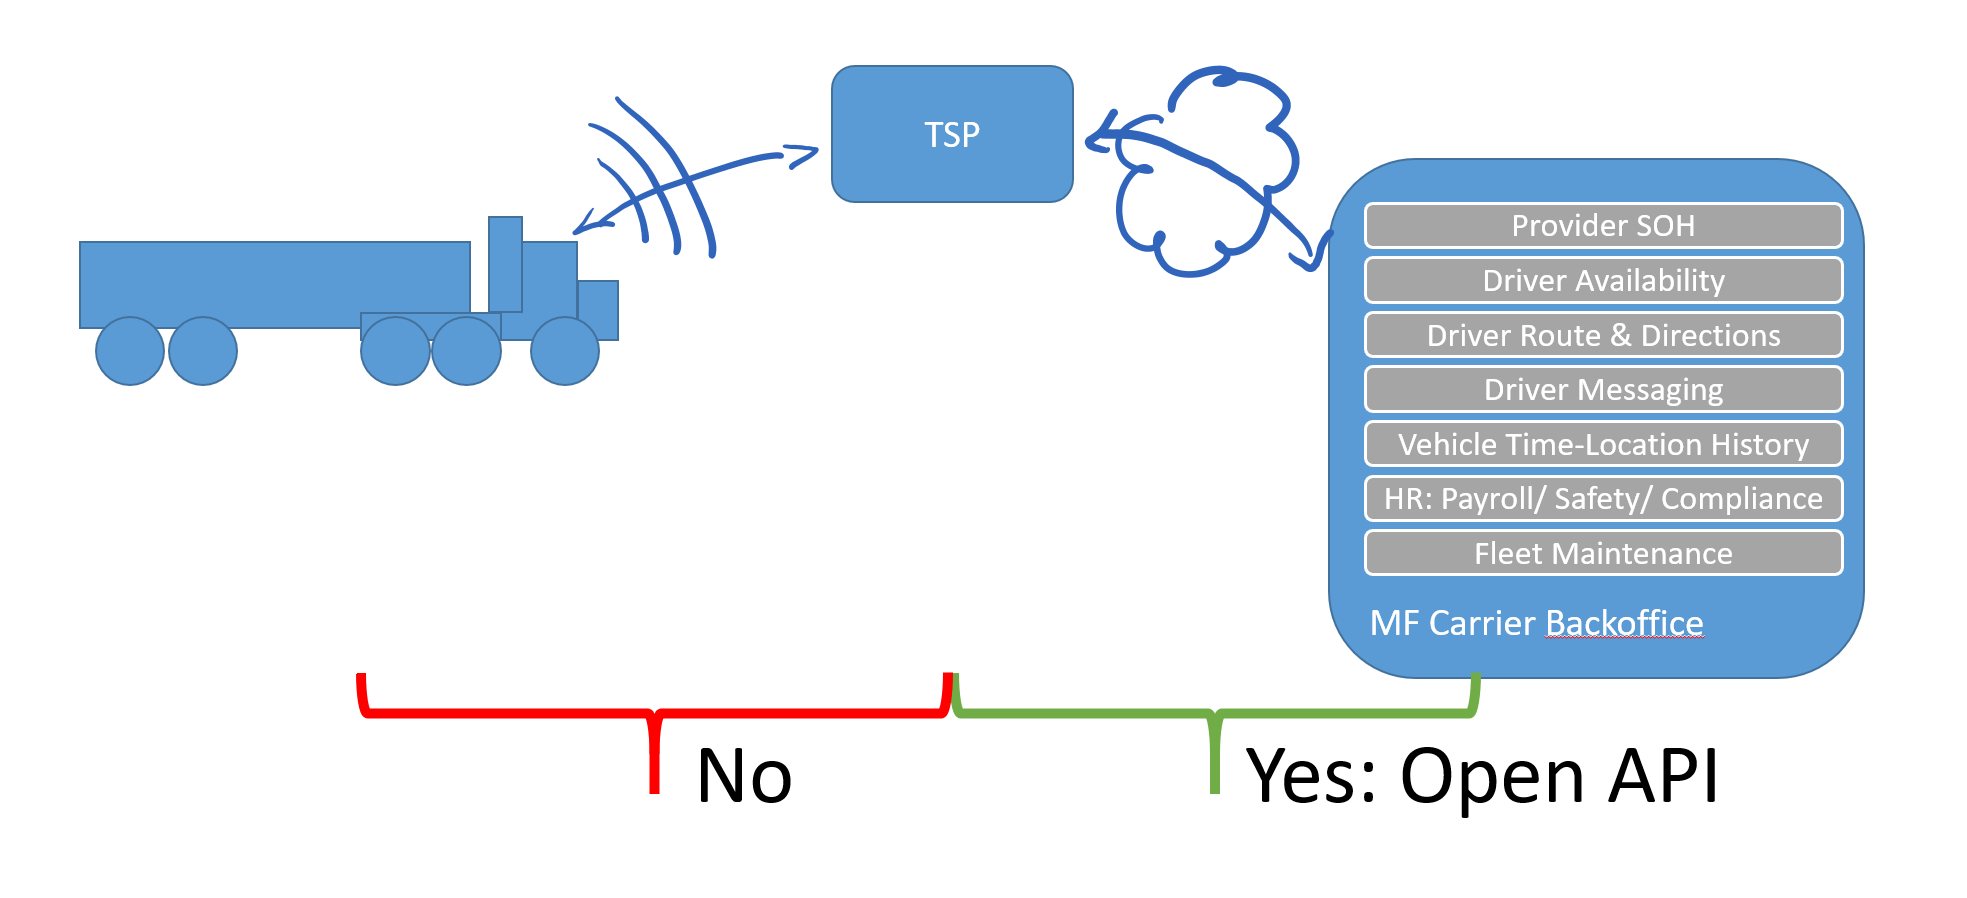 TSP
Provider SOH
Driver Availability
Driver Route & Directions
Driver Messaging
Vehicle Time-Location History
HR: Payroll/ Safety/ Compliance
Fleet Maintenance
MF Carrier Backoffice
No
Yes: Open API